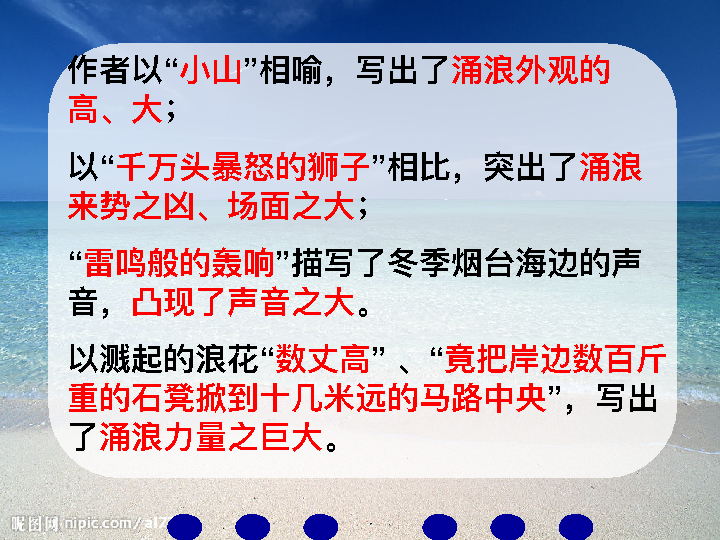 作者以“小山”相喻，写出了涌浪外观的
高、大；
以“千万头暴怒的狮子”相比，突出了涌浪
来势之凶、场面之大；
“雷鸣般的轰响”描写了冬季烟台海边的声
音，凸现了声音之大。
以溅起的浪花“数丈高” 、“竟把岸边数百斤
重的石凳掀到十几米远的马路中央”，写出
了涌浪力量之巨大。
昵图网 nipic.com/al7